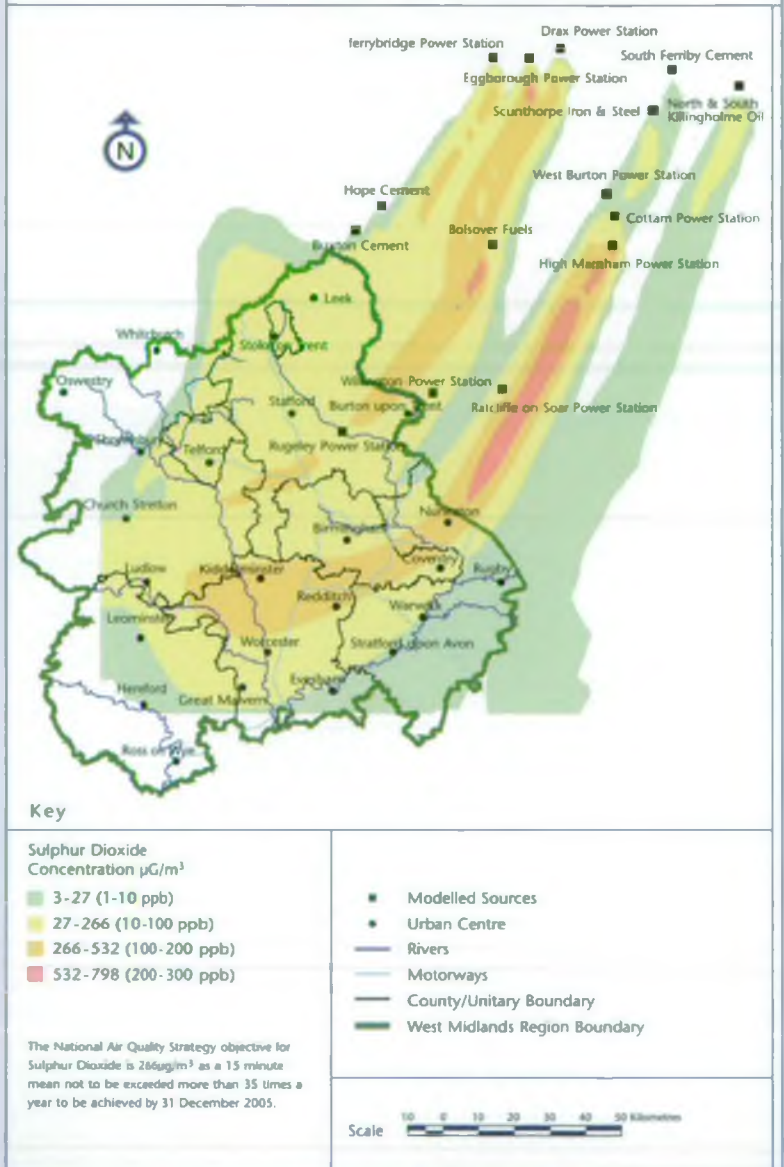 Drax Power Station
ferrybridge Power Station
South Ferriby Cement
Eggborough Power Station
Scunthorpe Iron & Steel
North & South
Killingholme Oil
N
West Burton Power Station
Hope Cement
Cottam Power Station
Bolsover Fuels
Buxton Cement
High Marnham Power Station
Leek
Whitchurch
Stoke on Trent
Oswestry
Willington Power Station
Stafford
Burton upon Trent
Ratcliffe on Soar Power Station
Shrewsbury
Telford
Rugeley Power Station
Church Stretton
Nuneaton
Birmingham
Coventry
Ludlow
Kidderminster
Rugby
Redditch
Warwick
Leominster
Worcester
Stratford upon Avon
Evesham
Hereford
Great Malvern
Ross on Wye
Key
Sulphur Dioxide
Concentration µG/m³
3-27 (1-10 ppb)
27-266 (10-100 ppb)
266-532 (100-200 ppb)
532-798 (200-300 ppb)
The National Air Quality Strategy objective for
Sulphur Dioxide is 266µg/m³ as a 15 minute
mean not to be exceeded more than 35 times a
year to be achieved by 31 December 2005.
Modelled Sources
Urban Centre
Rivers
Motorways
County/Unitary Boundary
West Midlands Region Boundary
Scale
10 0 10 20 30 40 50 Kilometres